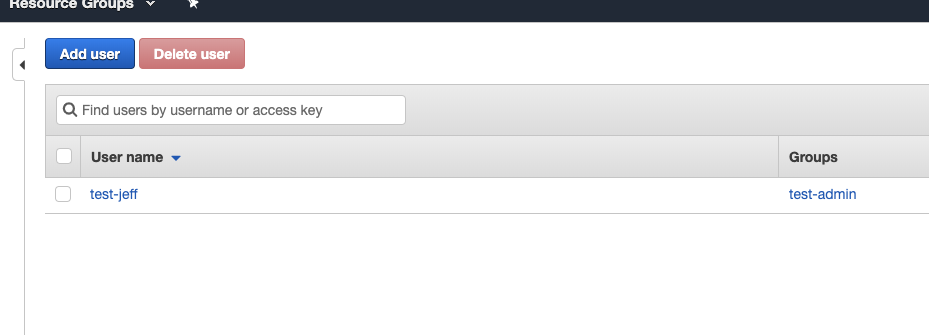 Resource Groups
Add user
Delete user
Find users by username or access key
User name
Groups
test-jeff
test-admin